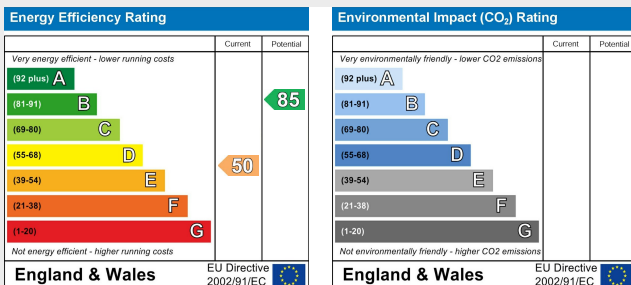 Energy Efficiency Rating
Current Potential
Very energy efficient - lower running costs
(92 plus) A
(81-91) B
85
(69-80) C
(55-68) D
50
(39-54) E
(21-38) F
(1-20) G
Not energy efficient - higher running costs
England & Wales
EU Directive
2002/91/EC
Environmental Impact (CO2) Rating
Current Potential
Very environmentally friendly - lower CO2 emissions
(92 plus) A
(81-91) B
(69-80) C
(55-68) D
(39-54) E
(21-38) F
(1-20) G
Not environmentally friendly - higher CO2 emissions
England & Wales
EU Directive
2002/91/EC